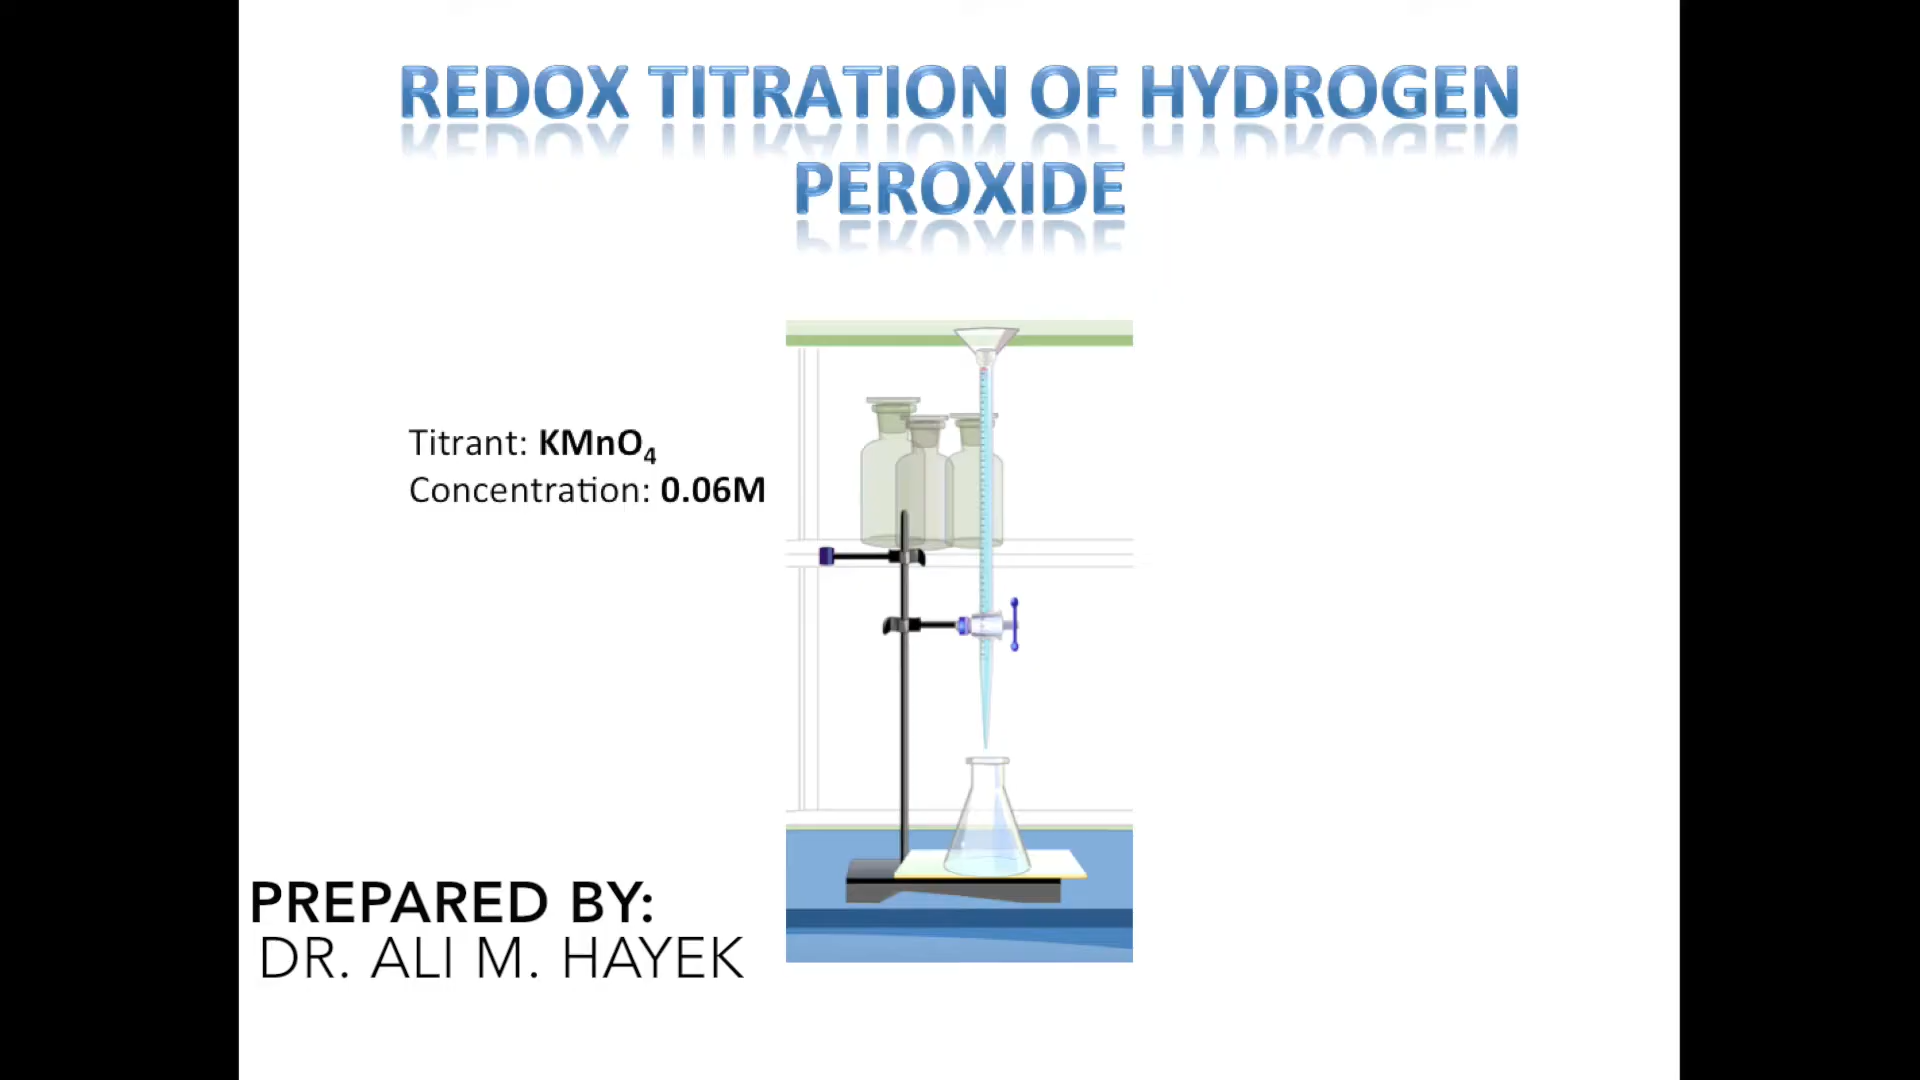 REDOX TITRATION OF HYDROGEN
PEROXIDE
Titrant: KMnO₄
Concentration: 0.06M
PREPARED BY:
DR. ALI M. HAYEK